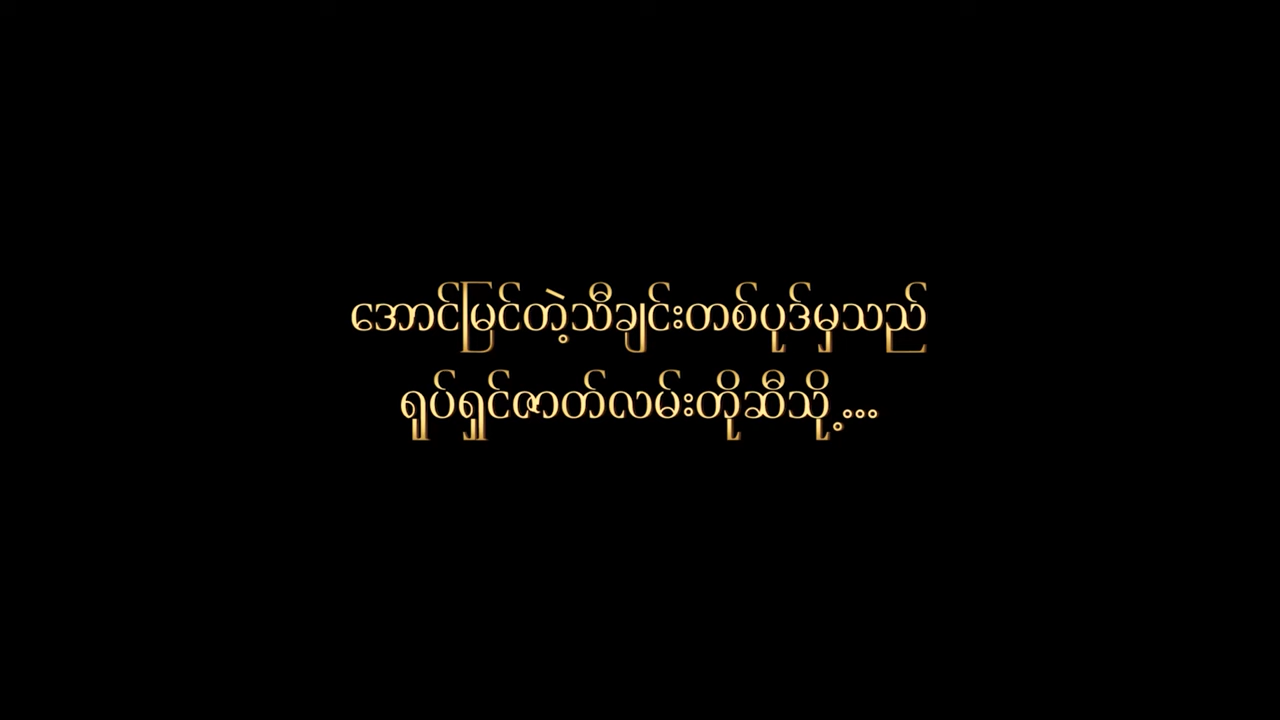 အောင်မြင်တဲ့သီချင်းတစ်ပုဒ်မှသည်
ရုပ်ရှင်ဇာတ်လမ်းတိုဆီသို့...